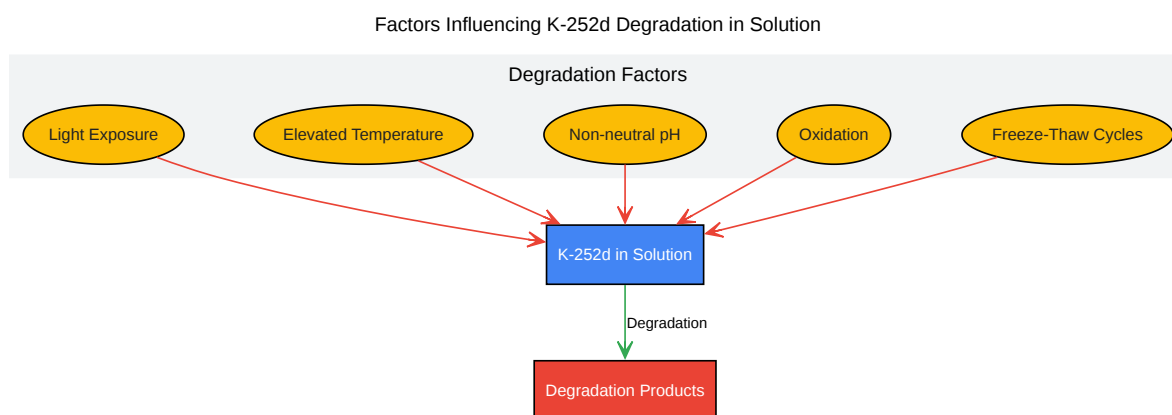 Factors Influencing K-252d Degradation in Solution
Degradation Factors
Light Exposure
Elevated Temperature
Non-neutral pH
Oxidation
Freeze-Thaw Cycles
K-252d in Solution
Degradation
Degradation Products